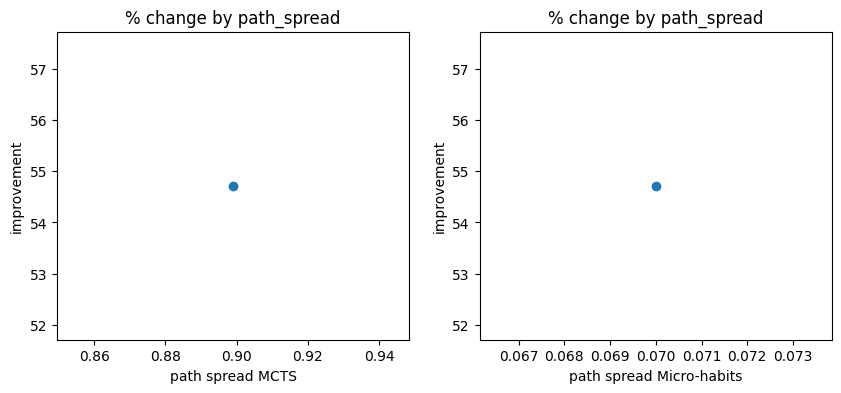 % change by path_spread
improvement
57
56
55
54
53
52
0.86 0.88 0.90 0.92 0.94
path spread MCTS
% change by path_spread
improvement
57
56
55
54
53
52
0.067 0.068 0.069 0.070 0.071 0.072 0.073
path spread Micro-habits